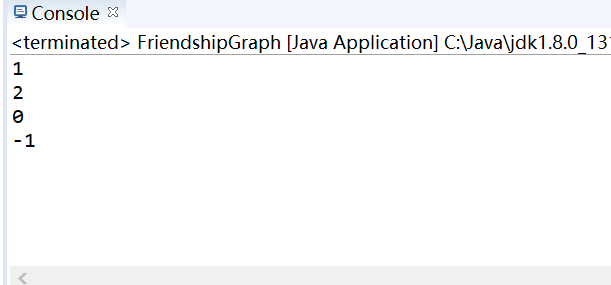 Console
<terminated> FriendshipGraph [Java Application] C:\Java\jdk1.8.0_13
1
2
0
-1